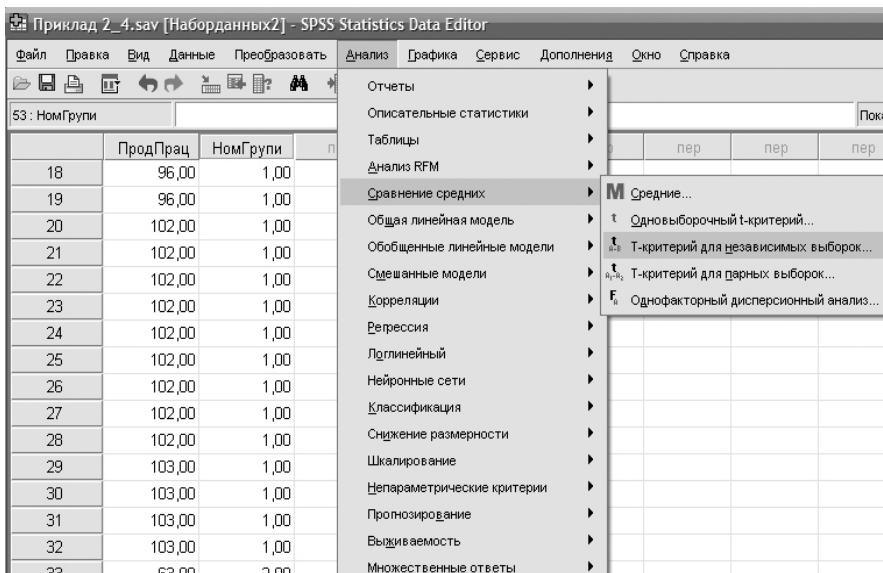 Приклад 2_4.sav [Наборданных2] - SPSS Statistics Data Editor
Файл Правка Вид Данные Преобразовать Анализ Графика Сервис Дополнения Окно Справка
53 : НомГрупи
Пока
ПродПрац НомГрупи п р пер пер пер
18 96,00 1,00
19 96,00 1,00
20 102,00 1,00
21 102,00 1,00
22 102,00 1,00
23 102,00 1,00
24 102,00 1,00
25 102,00 1,00
26 102,00 1,00
27 102,00 1,00
28 102,00 1,00
29 103,00 1,00
30 103,00 1,00
31 103,00 1,00
32 103,00 1,00
33 63,00 2,00
Отчеты
Описательные статистики
Таблицы
Анализ RFM
Сравнение средних
Общая линейная модель
Обобщенные линейные модели
Смешанные модели
Корреляции
Регрессия
Логлинейный
Нейронные сети
Классификация
Снижение размерности
Шкалирование
Непараметрические критерии
Прогнозирование
Выживаемость
Множественные ответы
M Средние...
t Одновыборочный t-критерий...
T-критерий для независимых выборок...
T-критерий для парных выборок...
Однофакторный дисперсионный анализ...